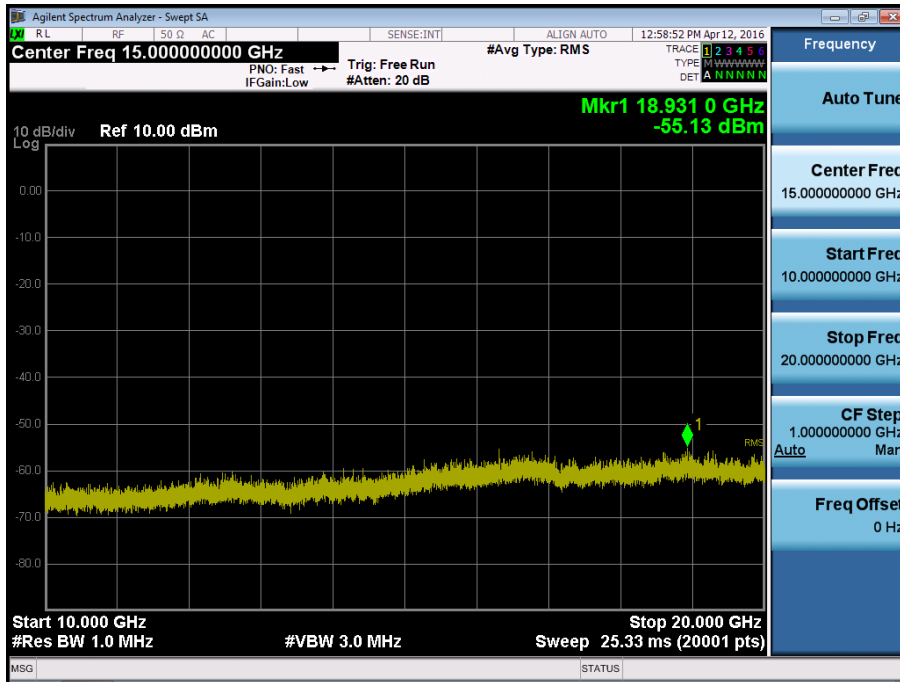 Agilent Spectrum Analyzer - Swept SA
LXI RL RF 50 Ω AC SENSE:INT ALIGN AUTO 12:58:52 PM Apr 12, 2016
Center Freq 15.000000000 GHz #Avg Type: RMS TRACE 1 2 3 4 5 6
PNO: Fast Trig: Free Run TYPE M WWWWW
IFGain:Low #Atten: 20 dB DET A N N N N N
Mkr1 18.931 0 GHz
10 dB/div Ref 10.00 dBm -55.13 dBm
Log
0.00
-10.0
-20.0
-30.0
-40.0
-50.0
1
RMS
-60.0
-70.0
-80.0
Start 10.000 GHz Stop 20.000 GHz
#Res BW 1.0 MHz #VBW 3.0 MHz Sweep 25.33 ms (20001 pts)
MSG STATUS
Frequency
Auto Tune
Center Freq
15.000000000 GHz
Start Freq
10.000000000 GHz
Stop Freq
20.000000000 GHz
CF Step
1.000000000 GHz
Auto Man
Freq Offset
0 Hz